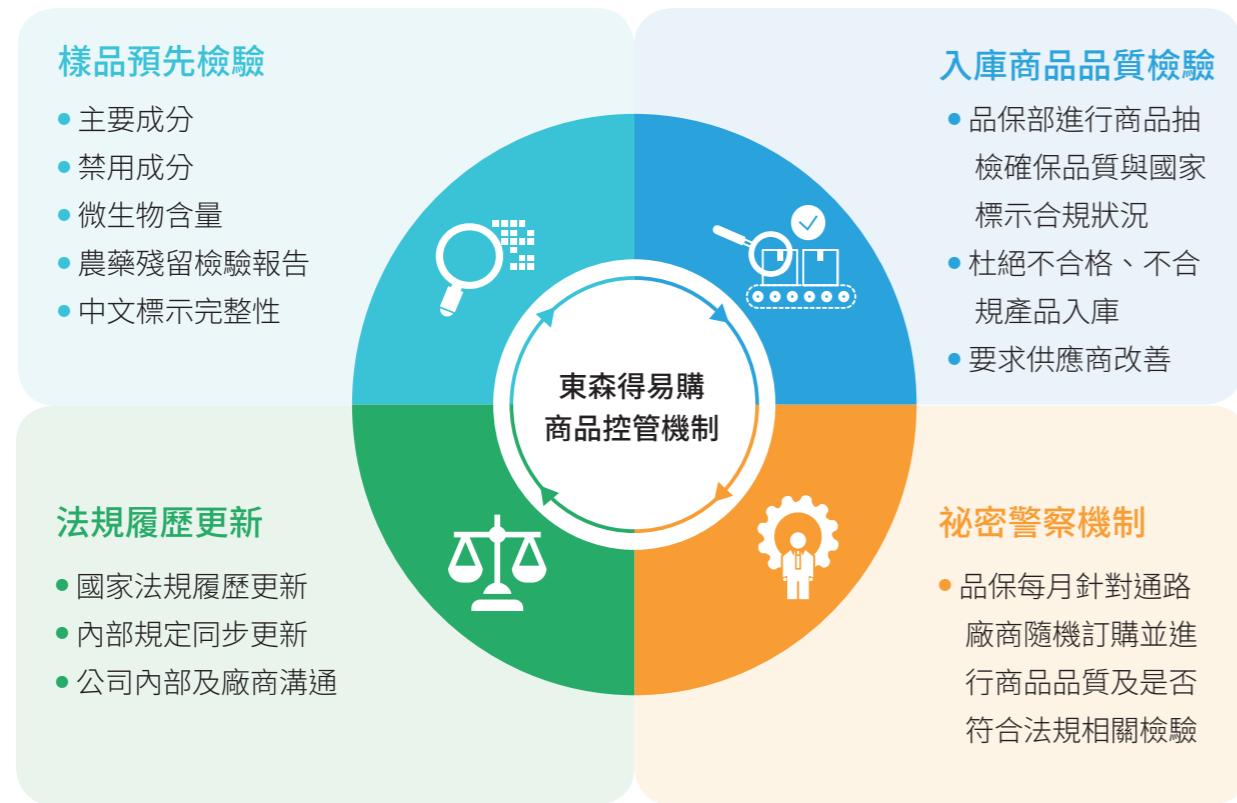 樣品預先檢驗
• 主要成分
• 禁用成分
• 微生物含量
• 農藥殘留檢驗報告
• 中文標示完整性
入庫商品品質檢驗
• 品保部進行商品抽
檢確保品質與國家
標示合規狀況
• 杜絕不合格、不合
規產品入庫
• 要求供應商改善
東森得易購
商品控管機制
法規履歷更新
• 國家法規履歷更新
• 內部規定同步更新
• 公司內部及廠商溝通
祕密警察機制
• 品保每月針對通路
廠商隨機訂購並進
行商品品質及是否
符合法規相關檢驗